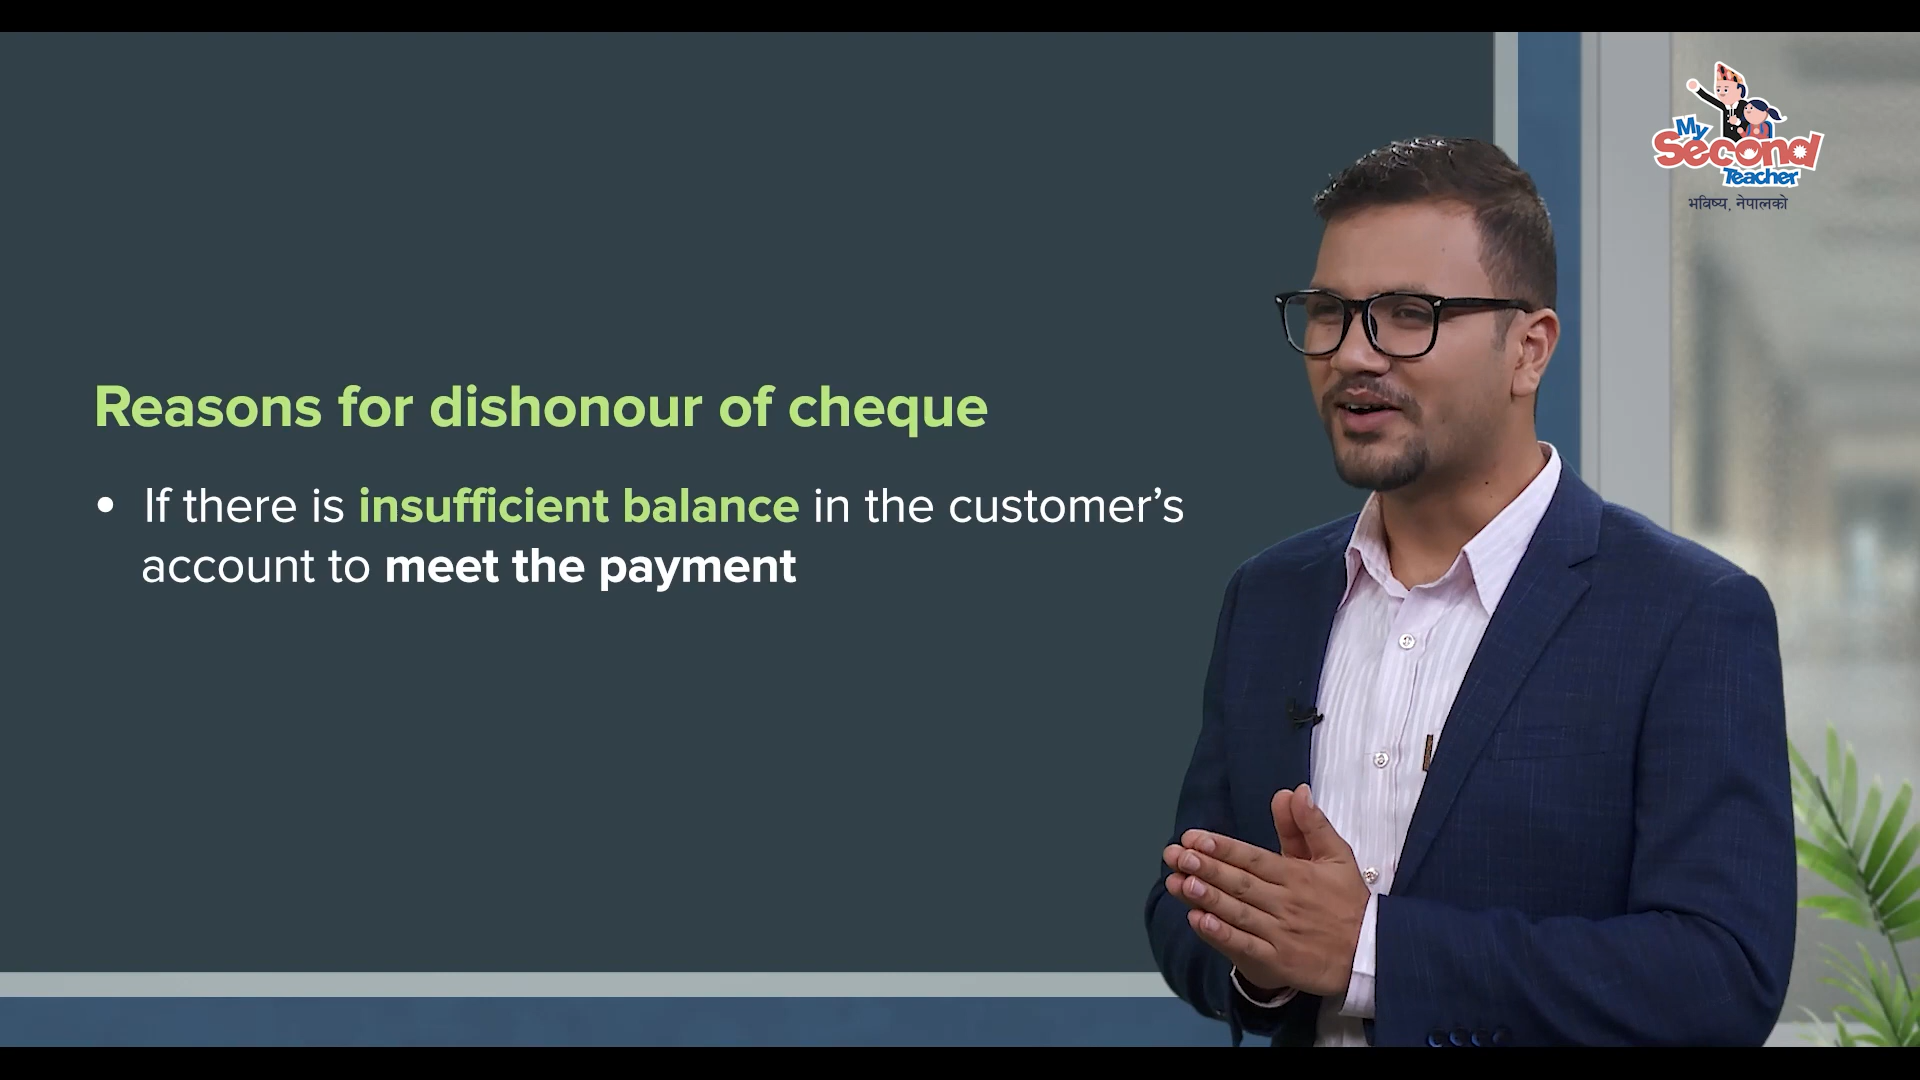 My
Second
Teacher
भविष्य, नेपालको
Reasons for dishonour of cheque
• If there is insufficient balance in the customer’s
account to meet the payment